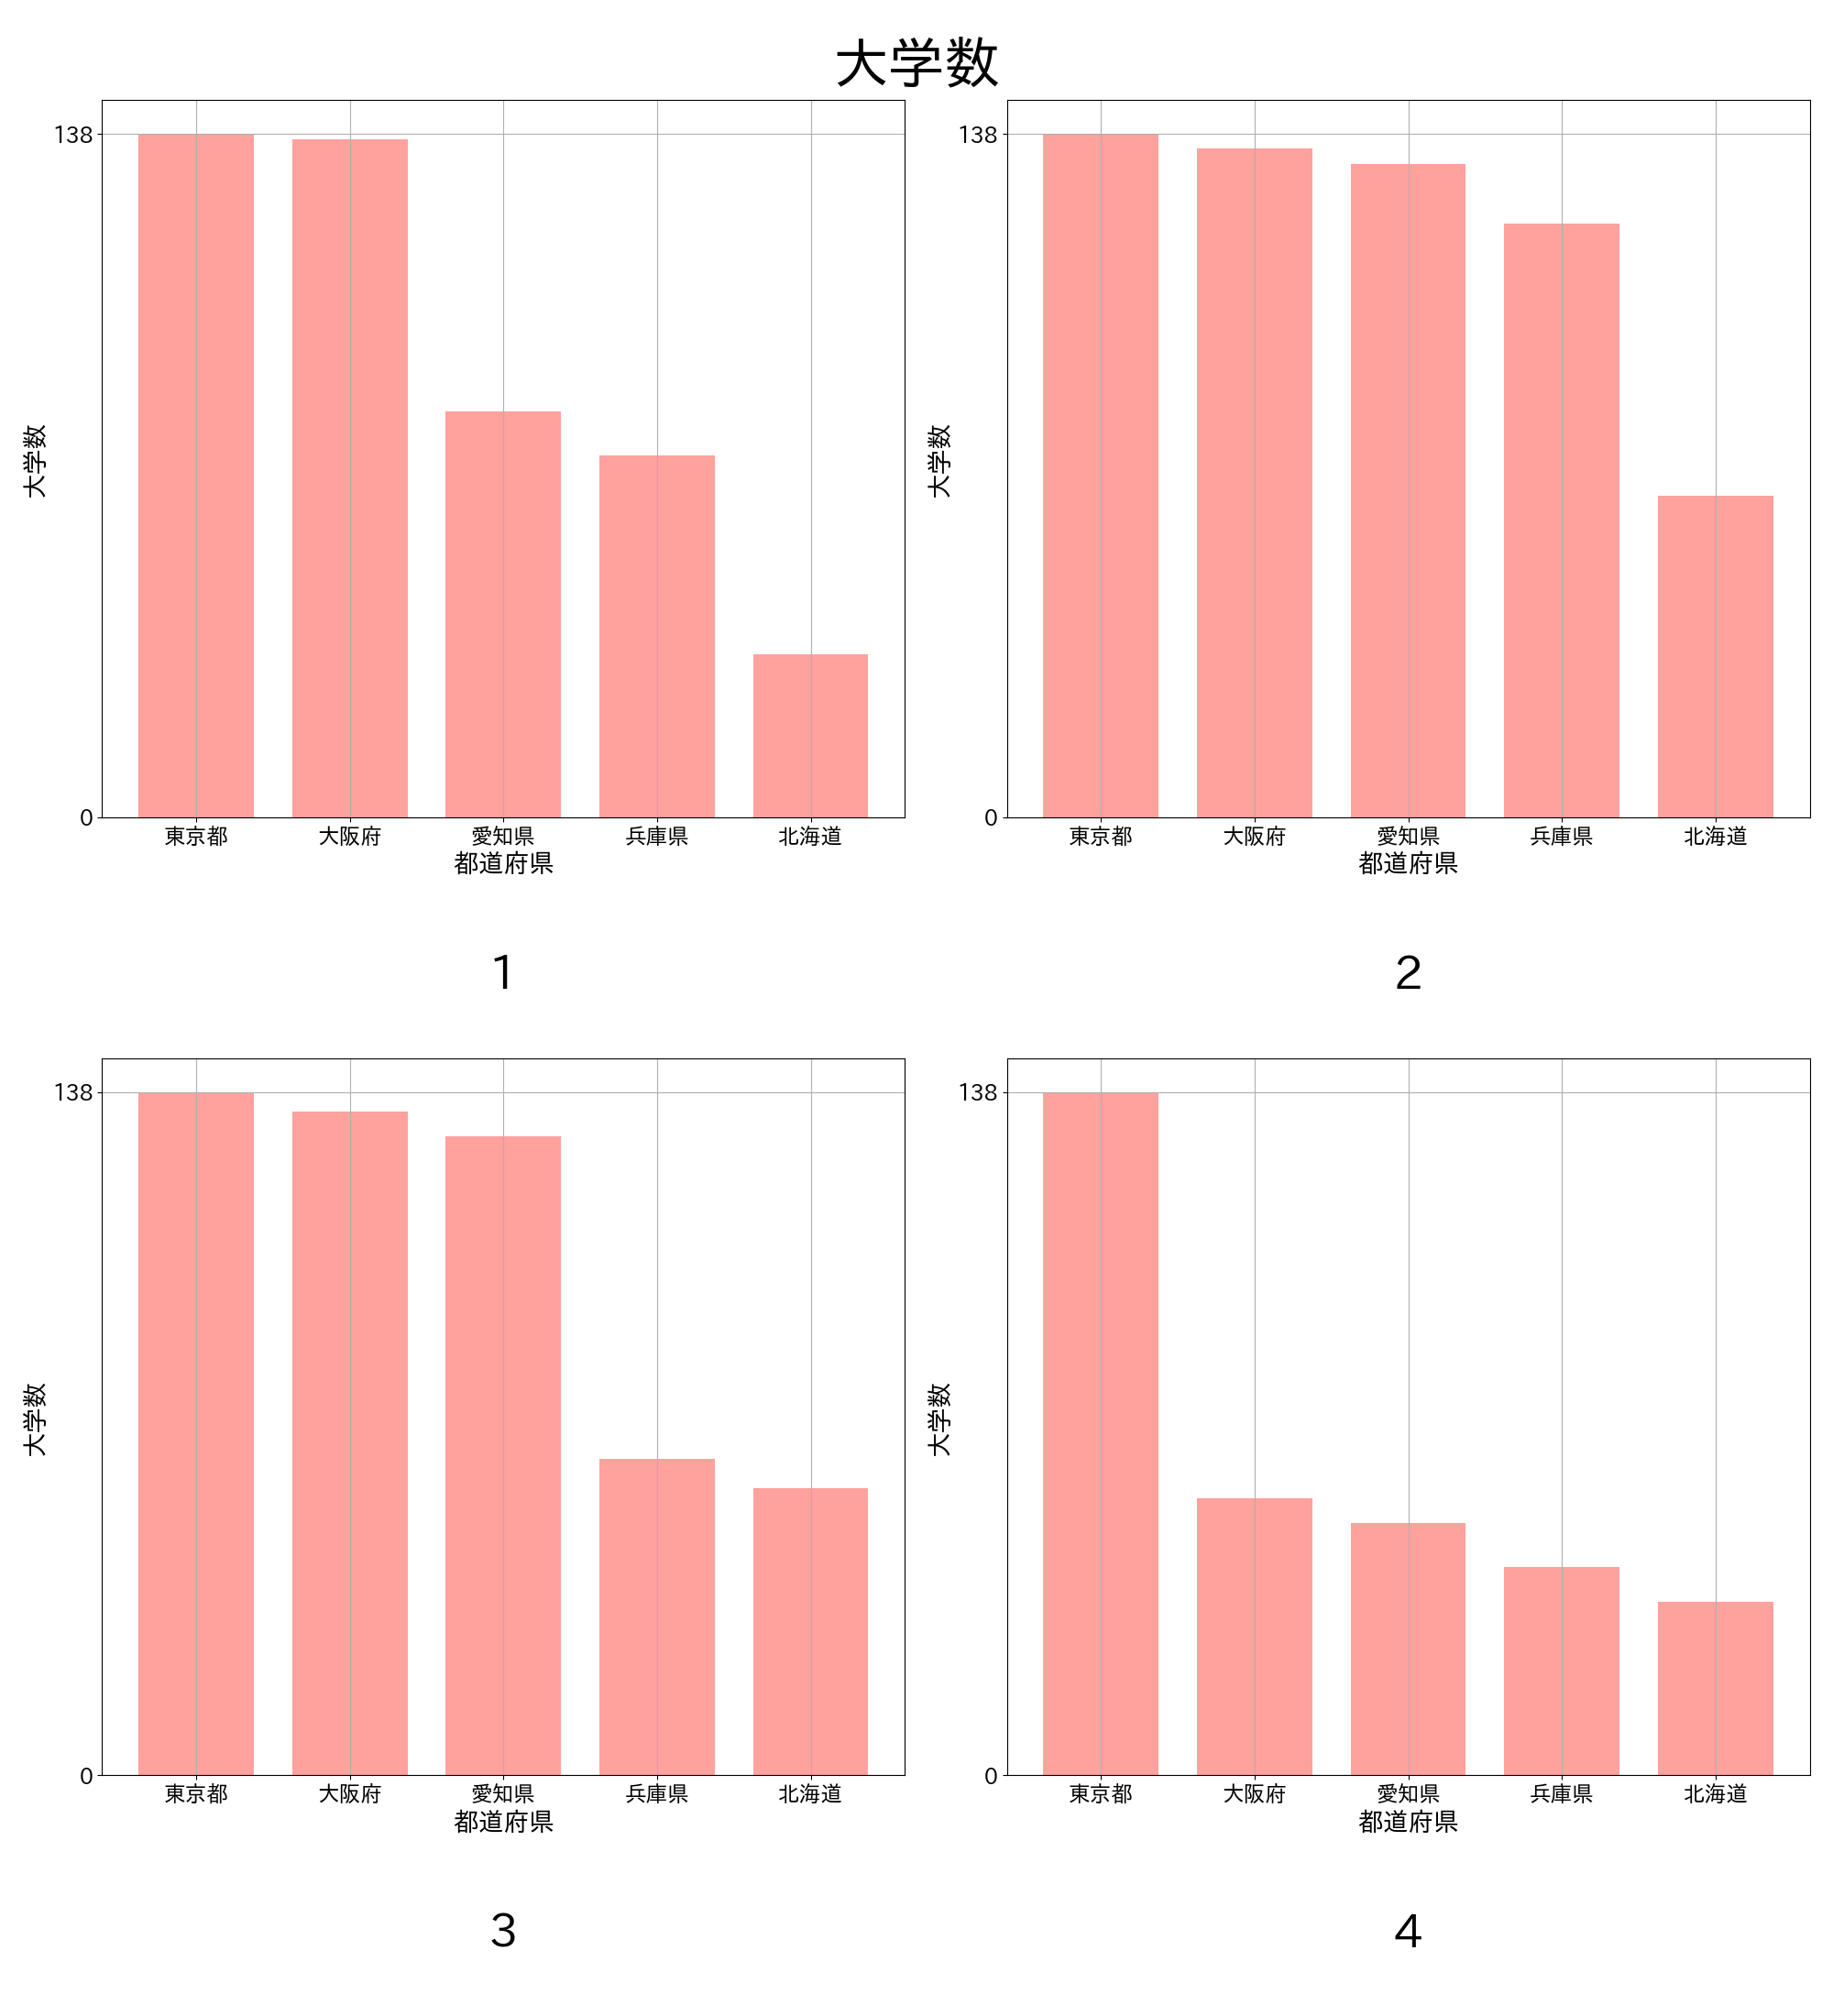 大学数
138
0
大学数
東京都 大阪府 愛知県 兵庫県 北海道
都道府県
1
138
0
大学数
東京都 大阪府 愛知県 兵庫県 北海道
都道府県
2
138
0
大学数
東京都 大阪府 愛知県 兵庫県 北海道
都道府県
3
138
0
大学数
東京都 大阪府 愛知県 兵庫県 北海道
都道府県
4